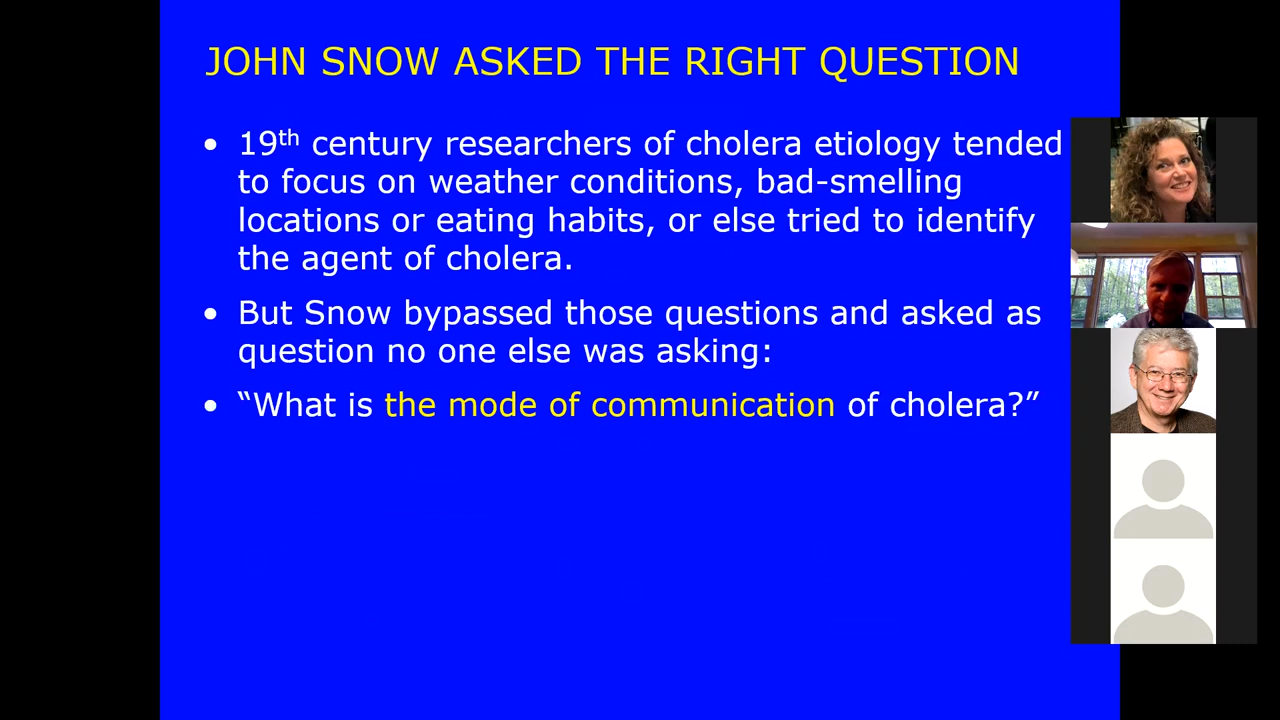 JOHN SNOW ASKED THE RIGHT QUESTION
• 19th century researchers of cholera etiology tended
to focus on weather conditions, bad-smelling
locations or eating habits, or else tried to identify
the agent of cholera.
• But Snow bypassed those questions and asked as
question no one else was asking:
• “What is the mode of communication of cholera?”